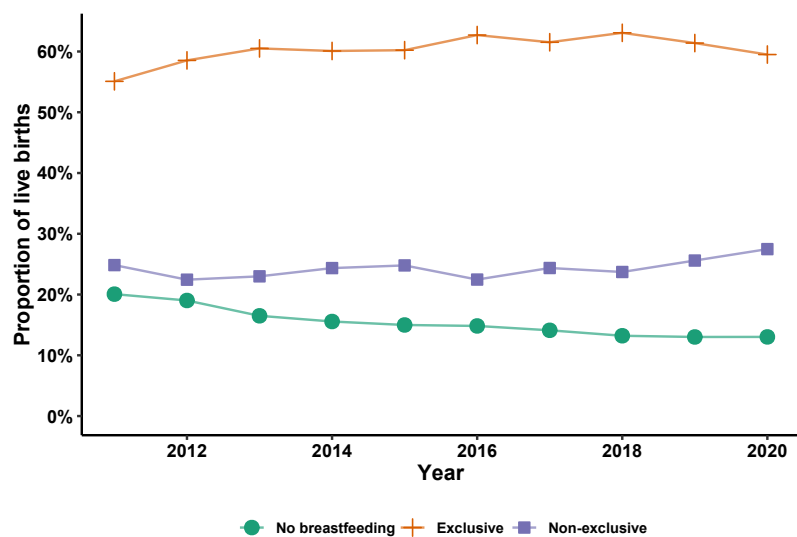 Proportion of live births
60%
50%
40%
30%
20%
10%
0%
2012 2014 2016 2018 2020
Year
No breastfeeding Exclusive Non-exclusive